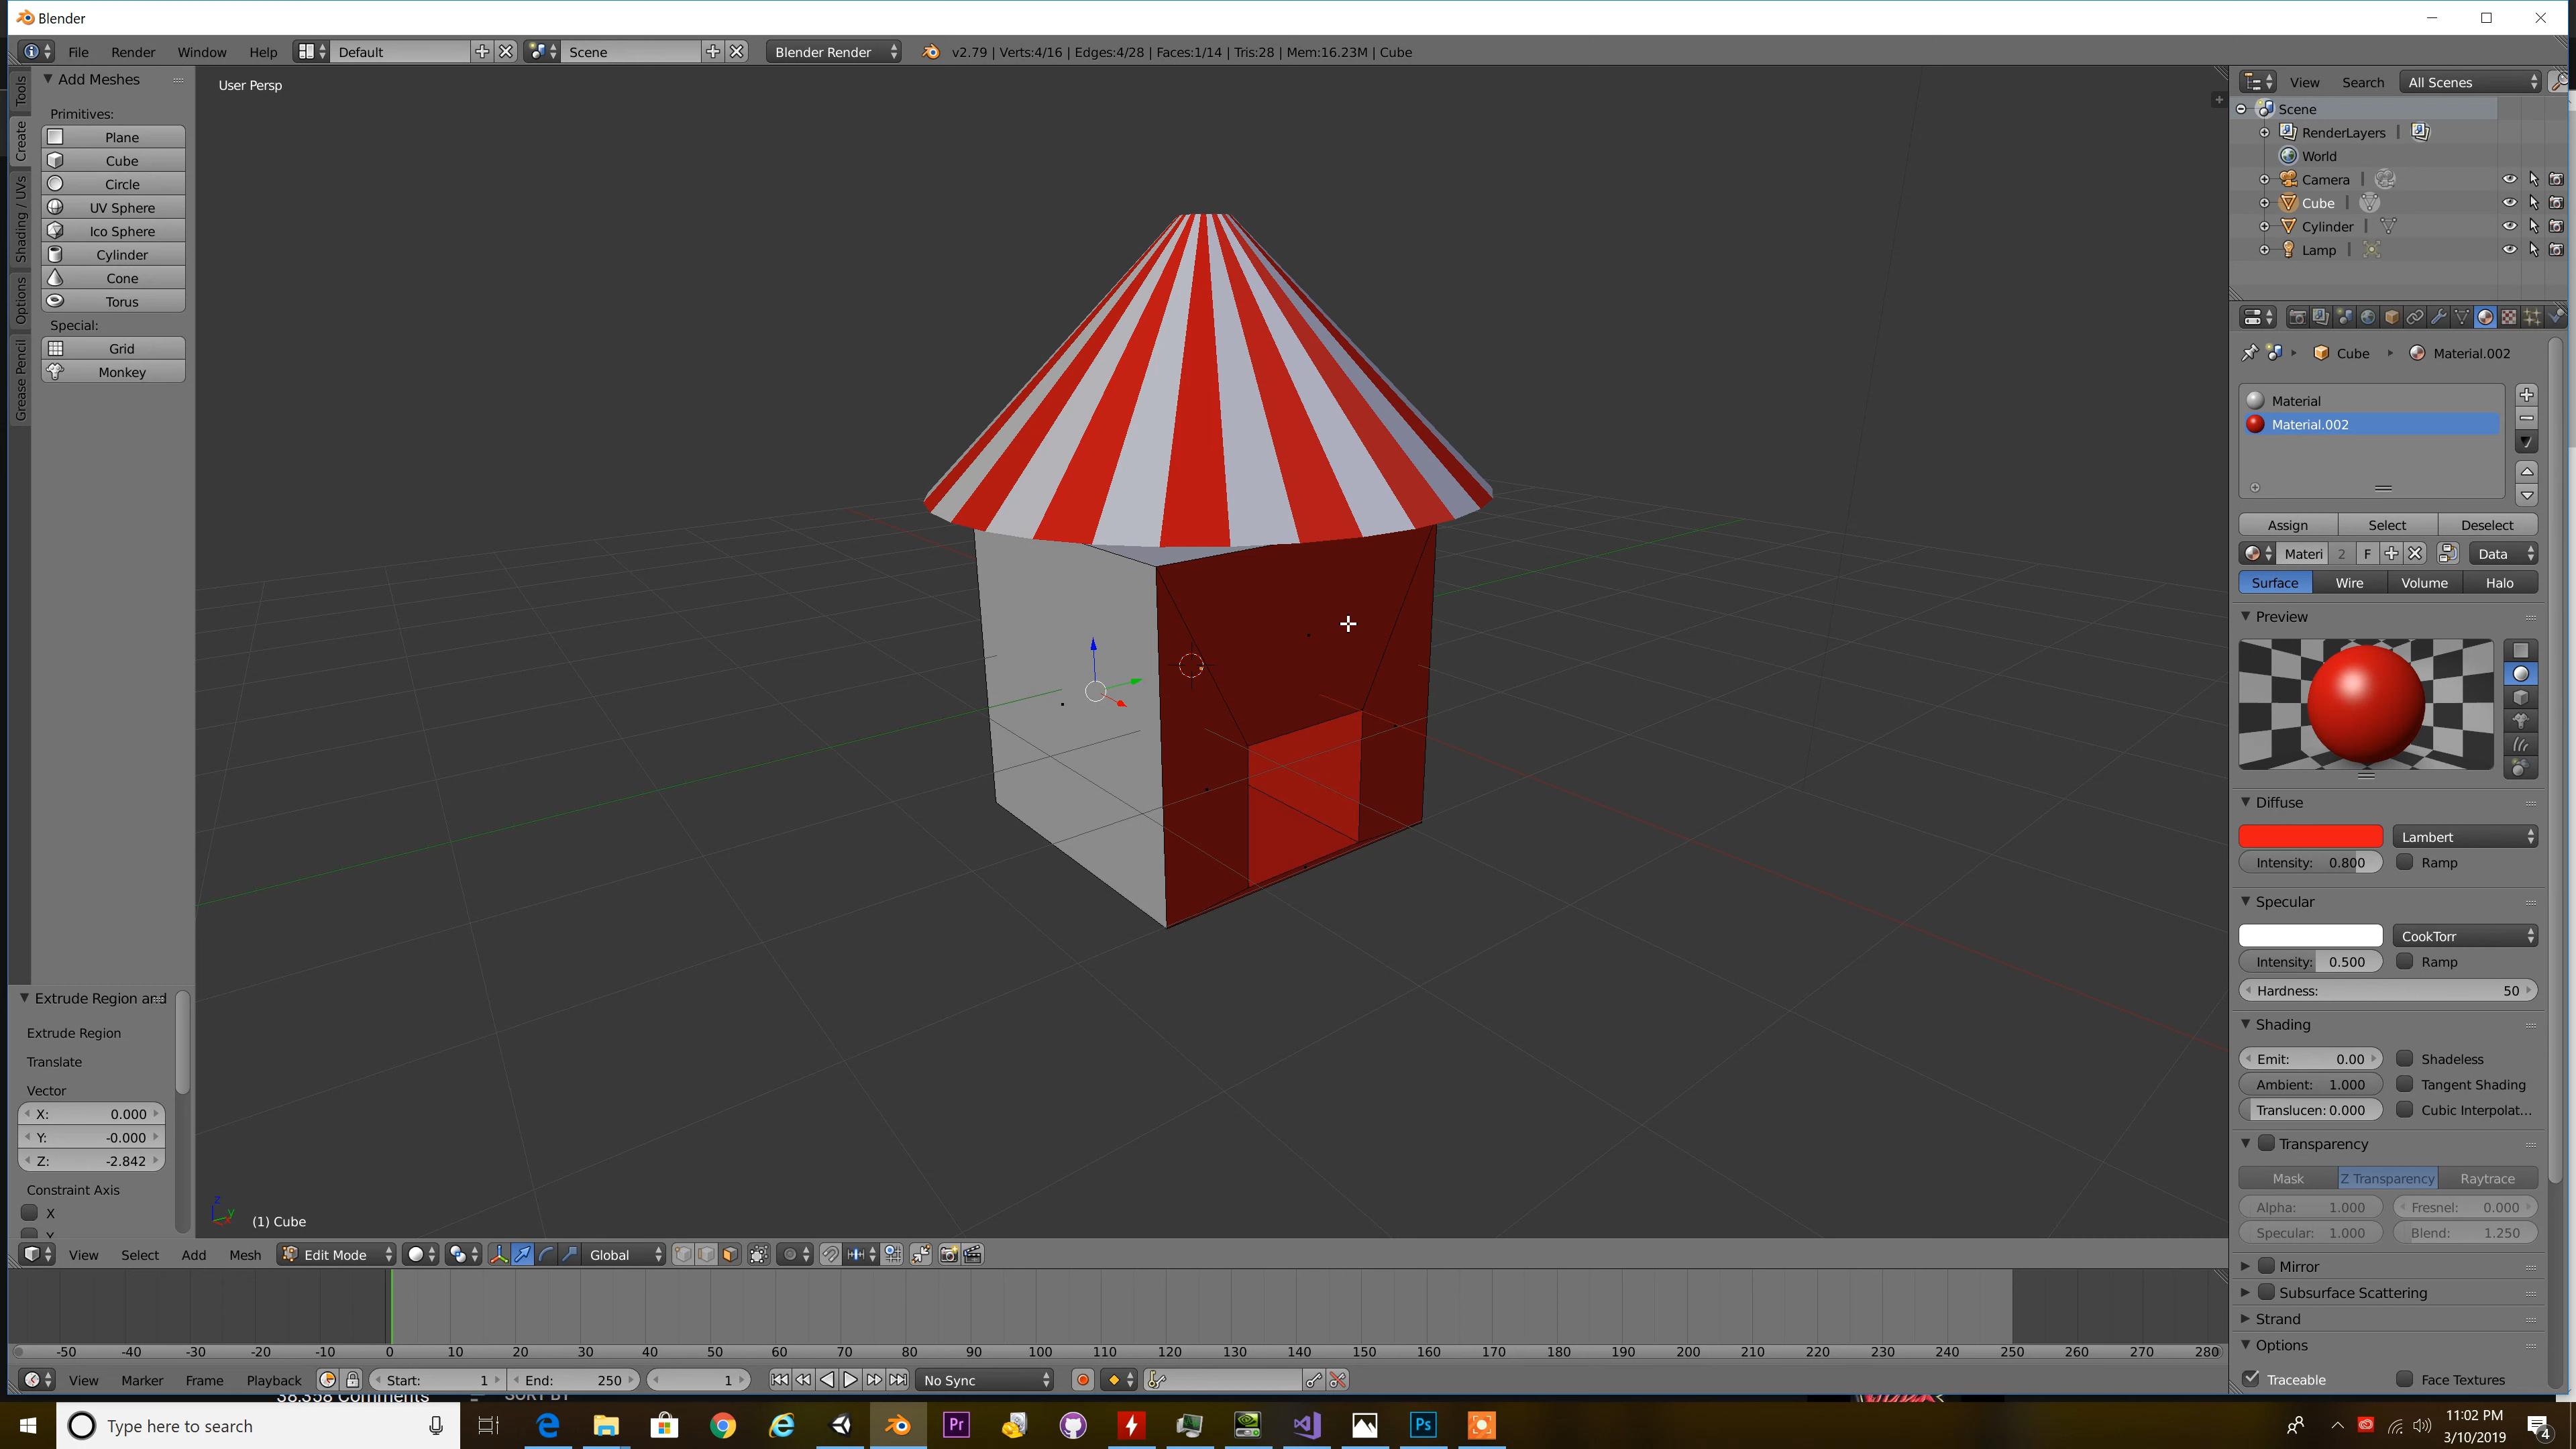 Blender
File Render Window Help Default Scene Blender Render v2.79 | Verts:4/16 | Edges:4/28 | Faces:1/14 | Tris:28 | Mem:16.23M | Cube
Tools
Create
Shading / UVs
Options
Grease Pencil
Add Meshes
Primitives:
Plane
Cube
Circle
UV Sphere
Ico Sphere
Cylinder
Cone
Torus
Special:
Grid
Monkey
Extrude Region and
Extrude Region
Translate
Vector
X: 0.000
Y: -0.000
Z: -2.842
Constraint Axis
X
User Persp
z
y
(1) Cube
View Select Add Mesh Edit Mode Global
-50 -40 -30 -20 -10 0 10 20 30 40 50 60 70 80 90 100 110 120 130 140 150 160 170 180 190 200 210 220 230 240 250 260 270 280
View Marker Frame Playback Start: 1 End: 250 1 No Sync
View Search All Scenes
Scene
RenderLayers |
World
Camera |
Cube |
Cylinder |
Lamp |
Cube Material.002
Material
Material.002
Assign Select Deselect
Materi 2 F Data
Surface Wire Volume Halo
Preview
Diffuse
Lambert
Intensity: 0.800 Ramp
Specular
CookTorr
Intensity: 0.500 Ramp
Hardness: 50
Shading
Emit: 0.00 Shadeless
Ambient: 1.000 Tangent Shading
Translucen: 0.000 Cubic Interpolat...
Transparency
Mask Z Transparency Raytrace
Alpha: 1.000 Fresnel: 0.000
Specular: 1.000 Blend: 1.250
Mirror
Subsurface Scattering
Strand
Options
Traceable Face Textures
38,358 Comments SORT BY
Type here to search
Pr
Ps
11:02 PM
3/10/2019
4